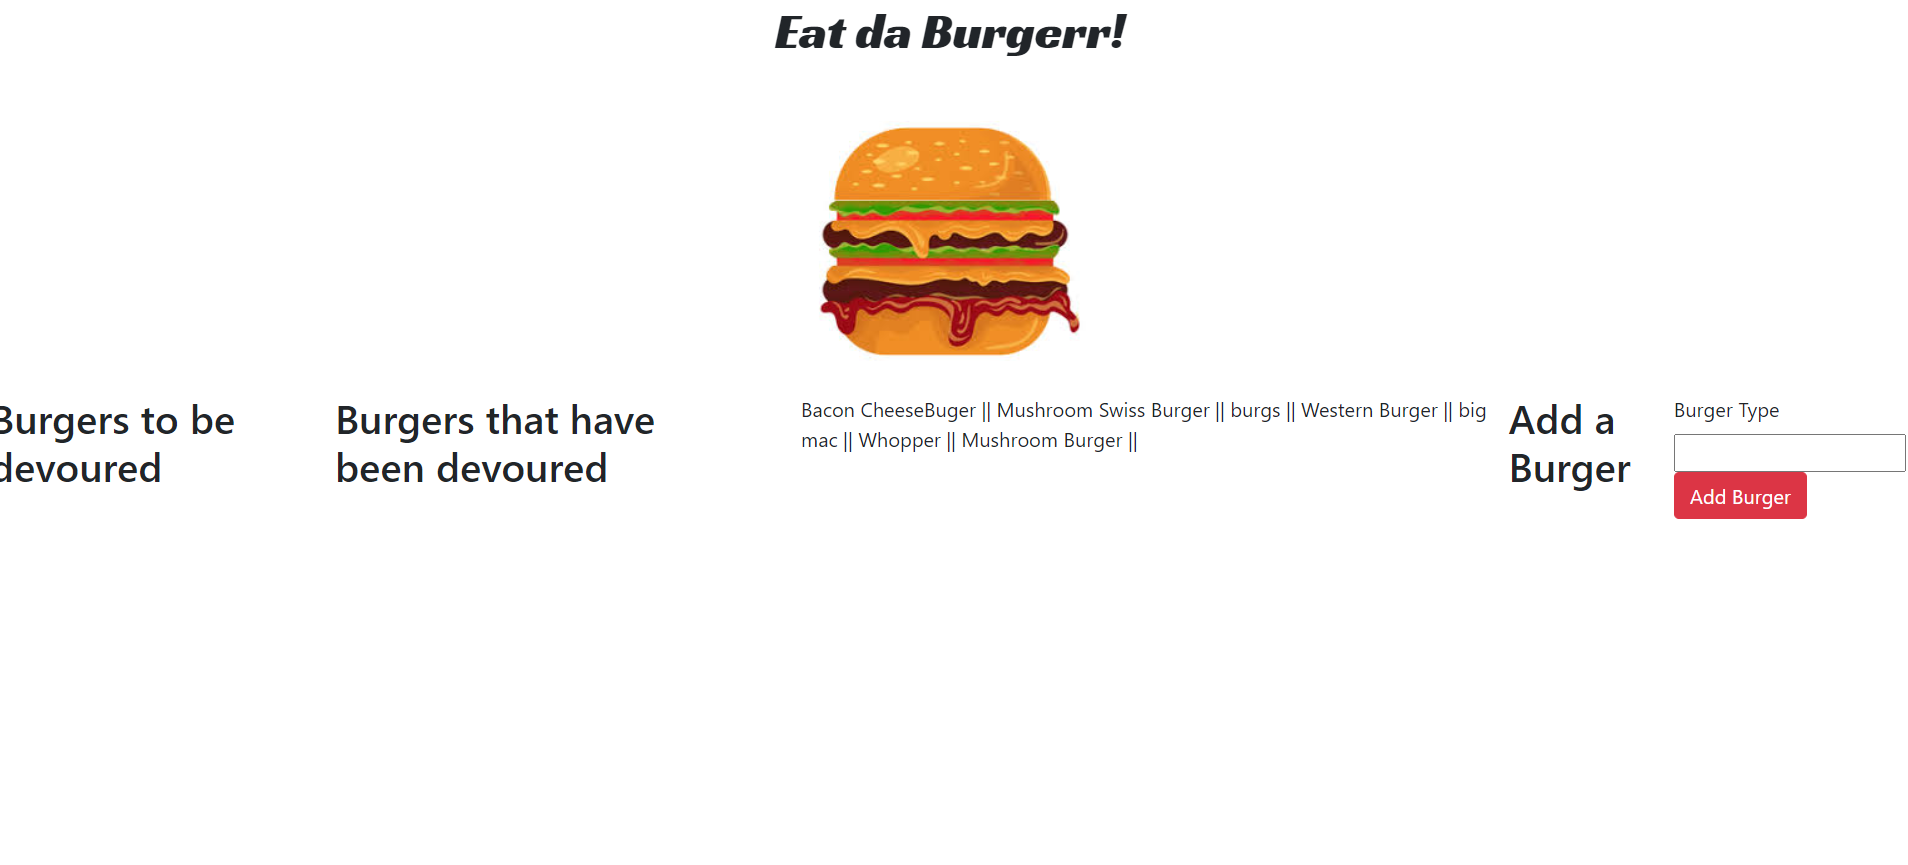 Eat da Burgerr!
Burgers to be
devoured
Burgers that have
been devoured
Bacon CheeseBuger || Mushroom Swiss Burger || burgs || Western Burger || big
mac || Whopper || Mushroom Burger ||
Add a
Burger
Burger Type
Add Burger